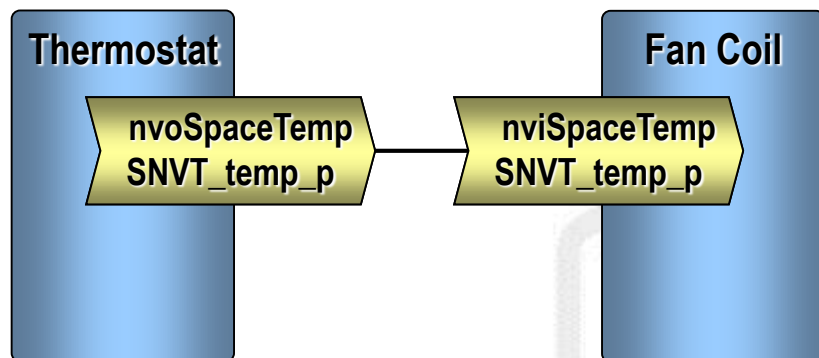 Thermostat
Fan Coil
nvoSpaceTemp
SNVT_temp_p
nviSpaceTemp
SNVT_temp_p